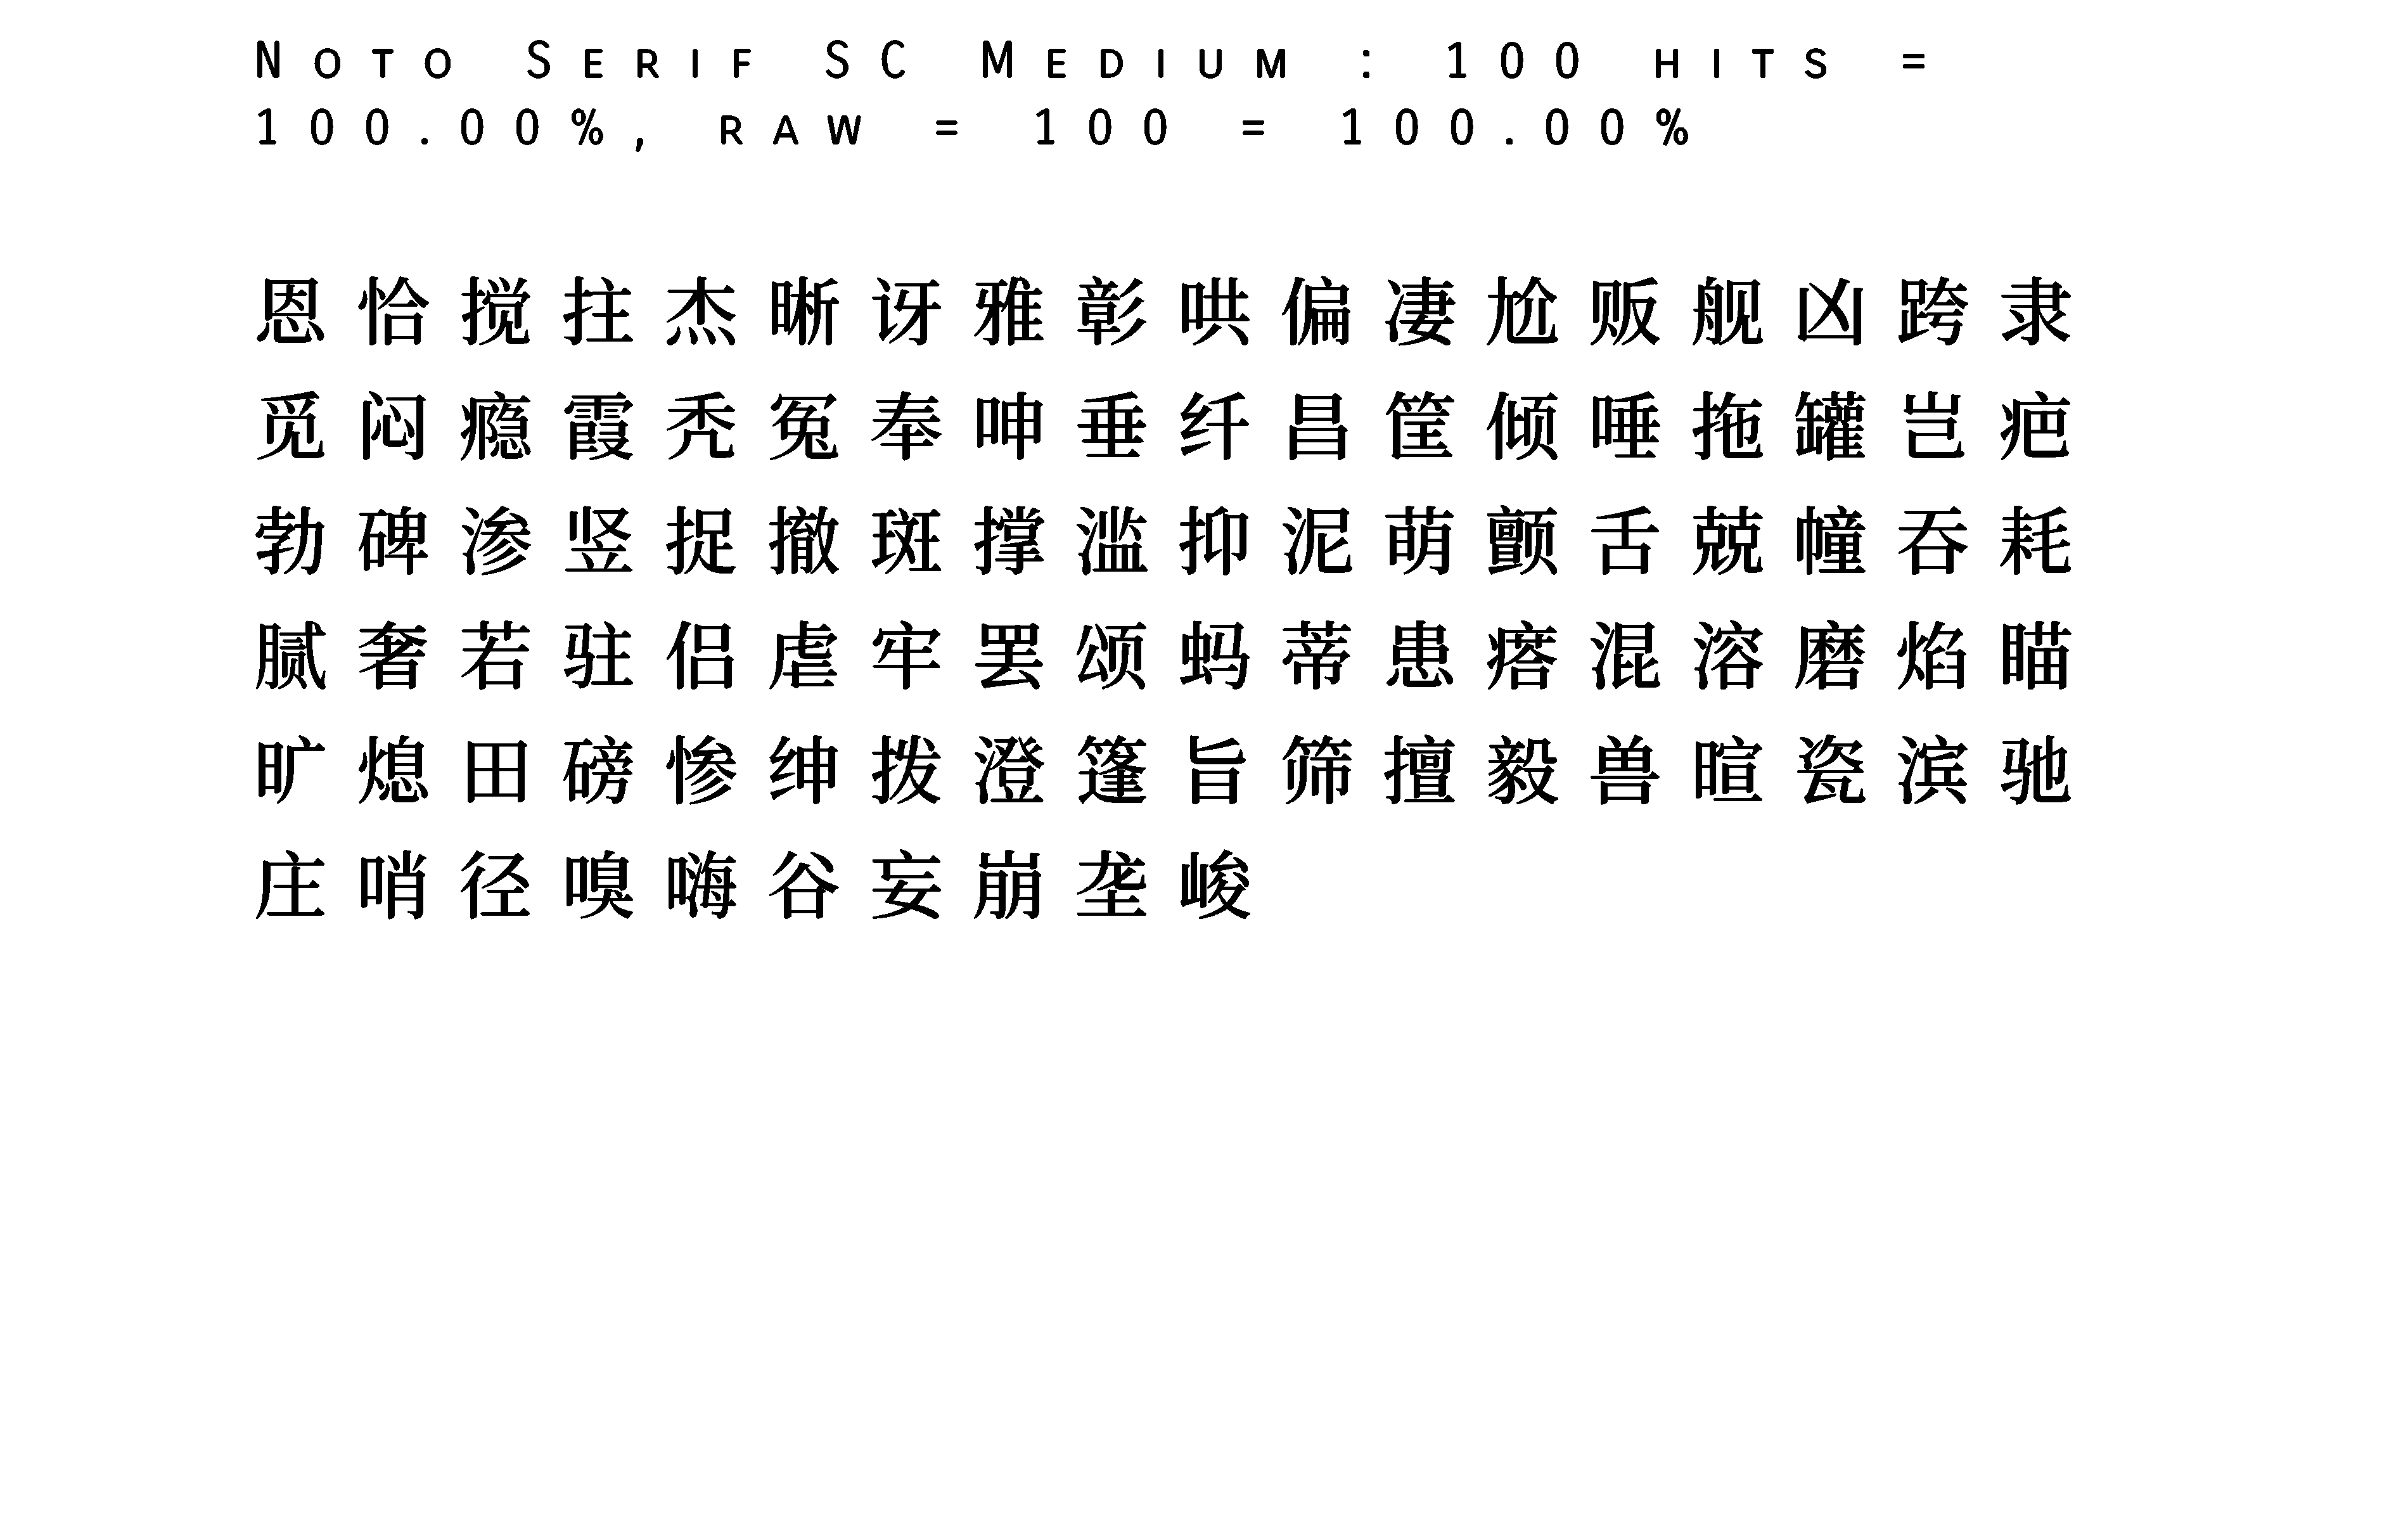 Noto Serif SC Medium : 100 hits =
100.00%, raw = 100 = 100.00%
恩恰搅拄杰晰讶雅彰哄偏凄尬贩舰凶跨隶
觅闷瘾霞秃冤奉呻垂纤昌筐倾唾拖罐岂疤
勃碑渗竖捉撤斑撑滥抑泥萌颤舌兢幢吞耗
腻奢若驻侣虐牢罢颂蚂蒂患瘩混溶磨焰瞄
旷熄田磅惨绅拨澄篷旨筛擅毅兽暄瓷滨驰
庄哨径嗅嗨谷妄崩垄峻